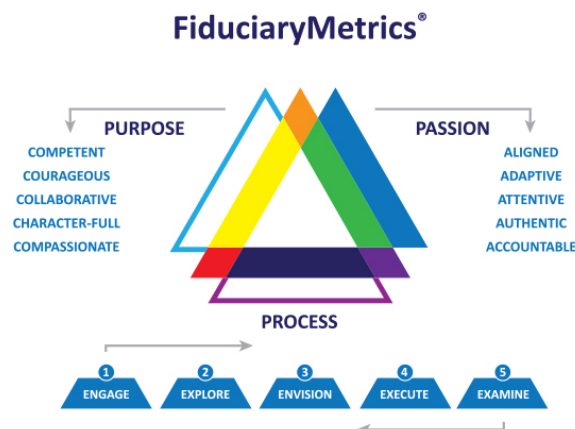 FiduciaryMetrics®
PURPOSE
COMPETENT
COURAGEOUS
COLLABORATIVE
CHARACTER-FULL
COMPASSIONATE
PASSION
ALIGNED
ADAPTIVE
ATTENTIVE
AUTHENTIC
ACCOUNTABLE
PROCESS
1
ENGAGE
2
EXPLORE
3
ENVISION
4
EXECUTE
5
EXAMINE